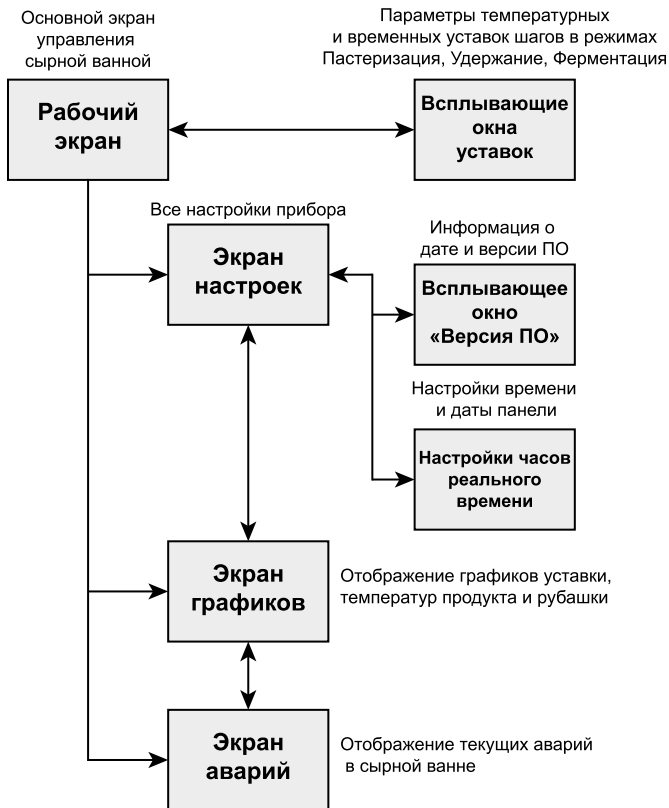 Основной экран
управления
сырной ванной
Рабочий
экран
Параметры температурных
и временных уставок шагов в режимах
Пастеризация, Удержание, Ферментация
Всплывающие
окна
уставок
Все настройки прибора
Экран
настроек
Информация о
дате и версии ПО
Всплывающее
окно
«Версия ПО»
Настройки времени
и даты панели
Настройки часов
реального
времени
Экран
графиков
Отображение графиков уставки,
температур продукта и рубашки
Экран
аварий
Отображение текущих аварий
в сырной ванне